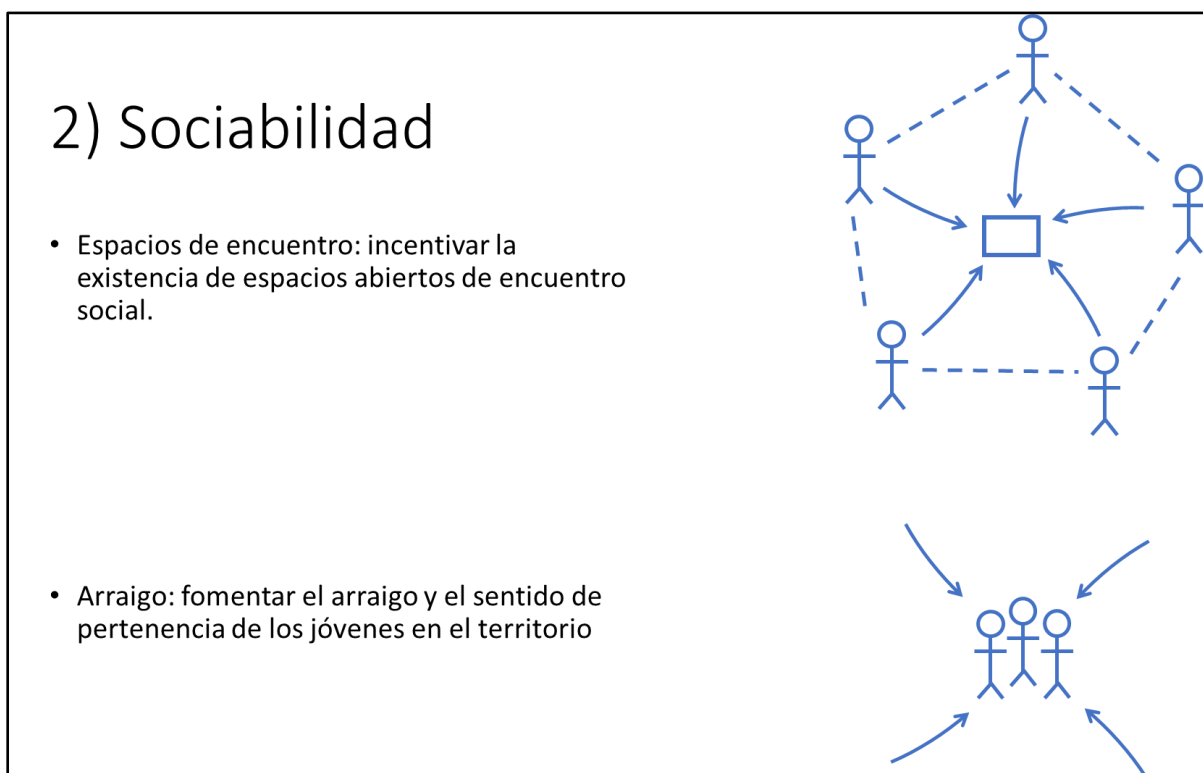 2) Sociabilidad
• Espacios de encuentro: incentivar la
existencia de espacios abiertos de encuentro
social.
• Arraigo: fomentar el arraigo y el sentido de
pertenencia de los jóvenes en el territorio